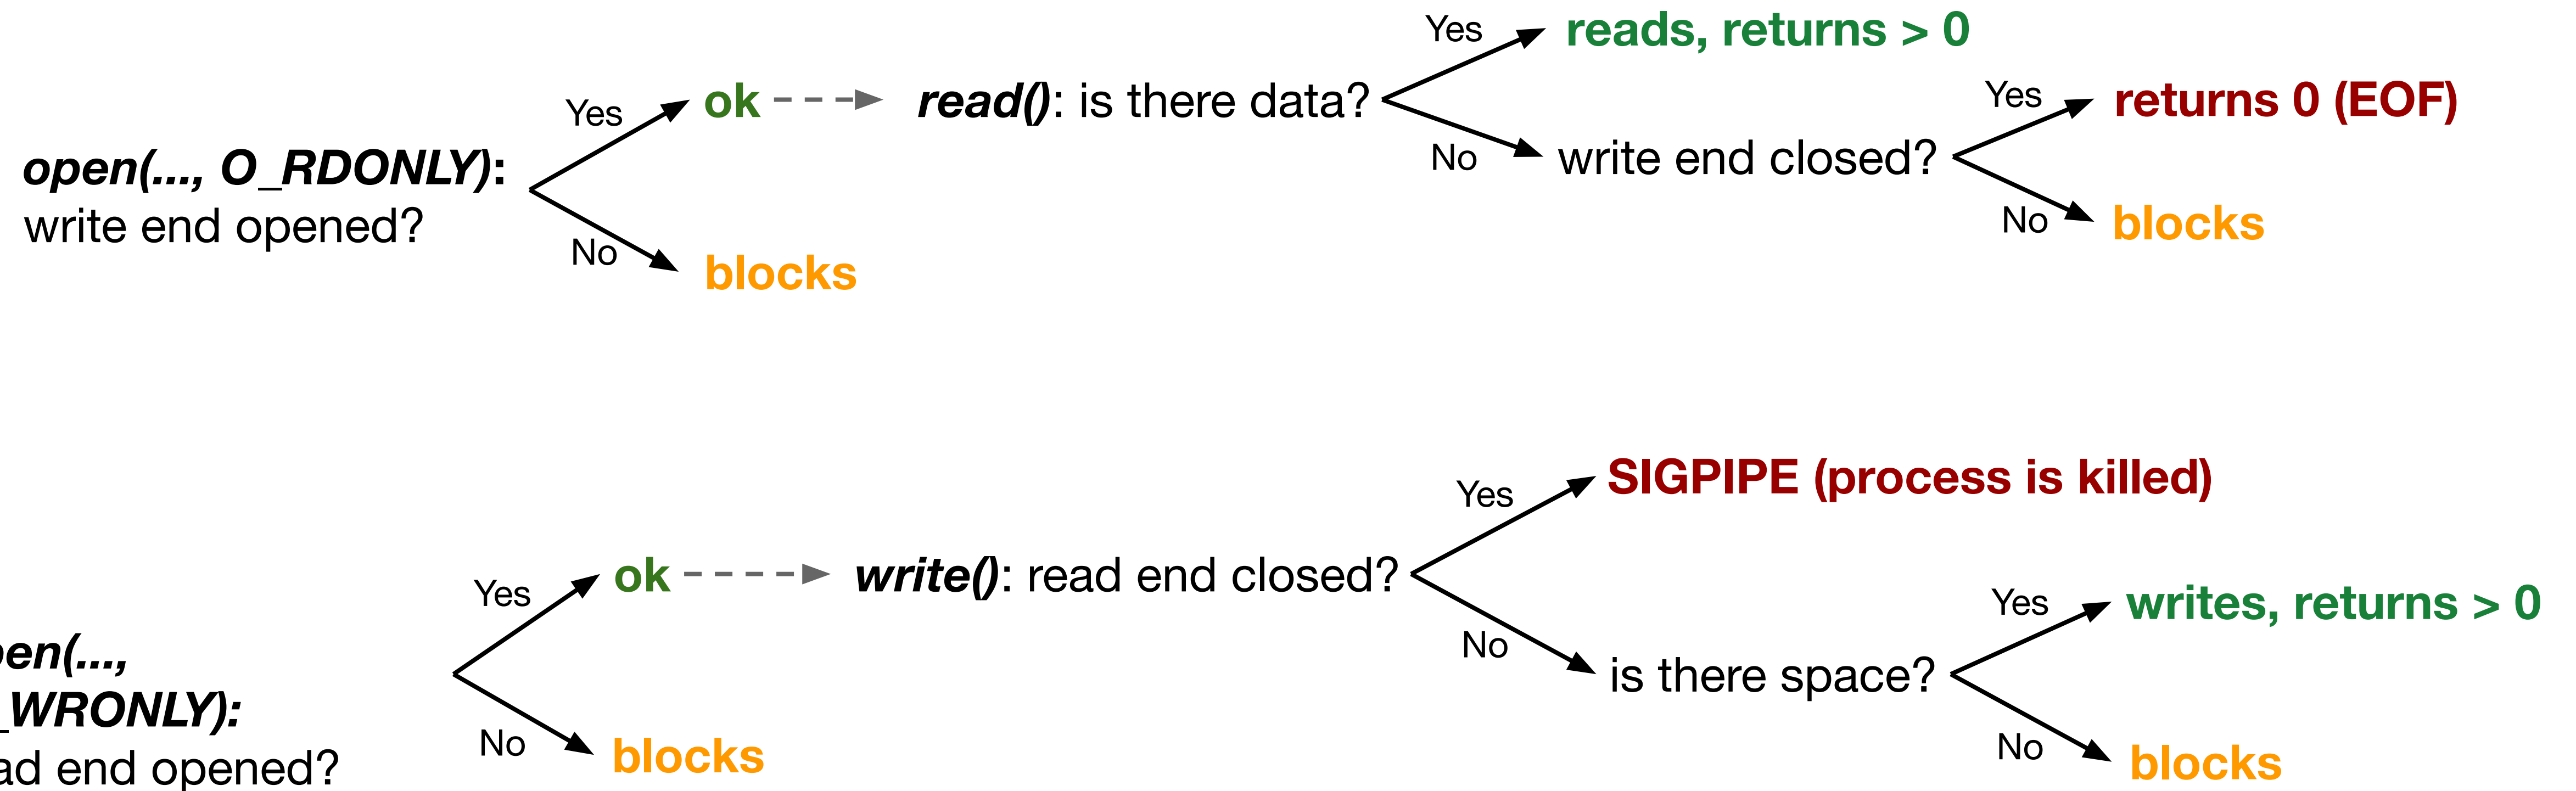 Yes
reads, returns > 0
Yes
ok
read(): is there data?
Yes
returns 0 (EOF)
open(..., O_RDONLY):
write end opened?
No
write end closed?
No
blocks
No
blocks
Yes
SIGPIPE (process is killed)
Yes
ok
write(): read end closed?
Yes
writes, returns > 0
pen(...,
_WRONLY):
ad end opened?
No
is there space?
No
blocks
No
blocks